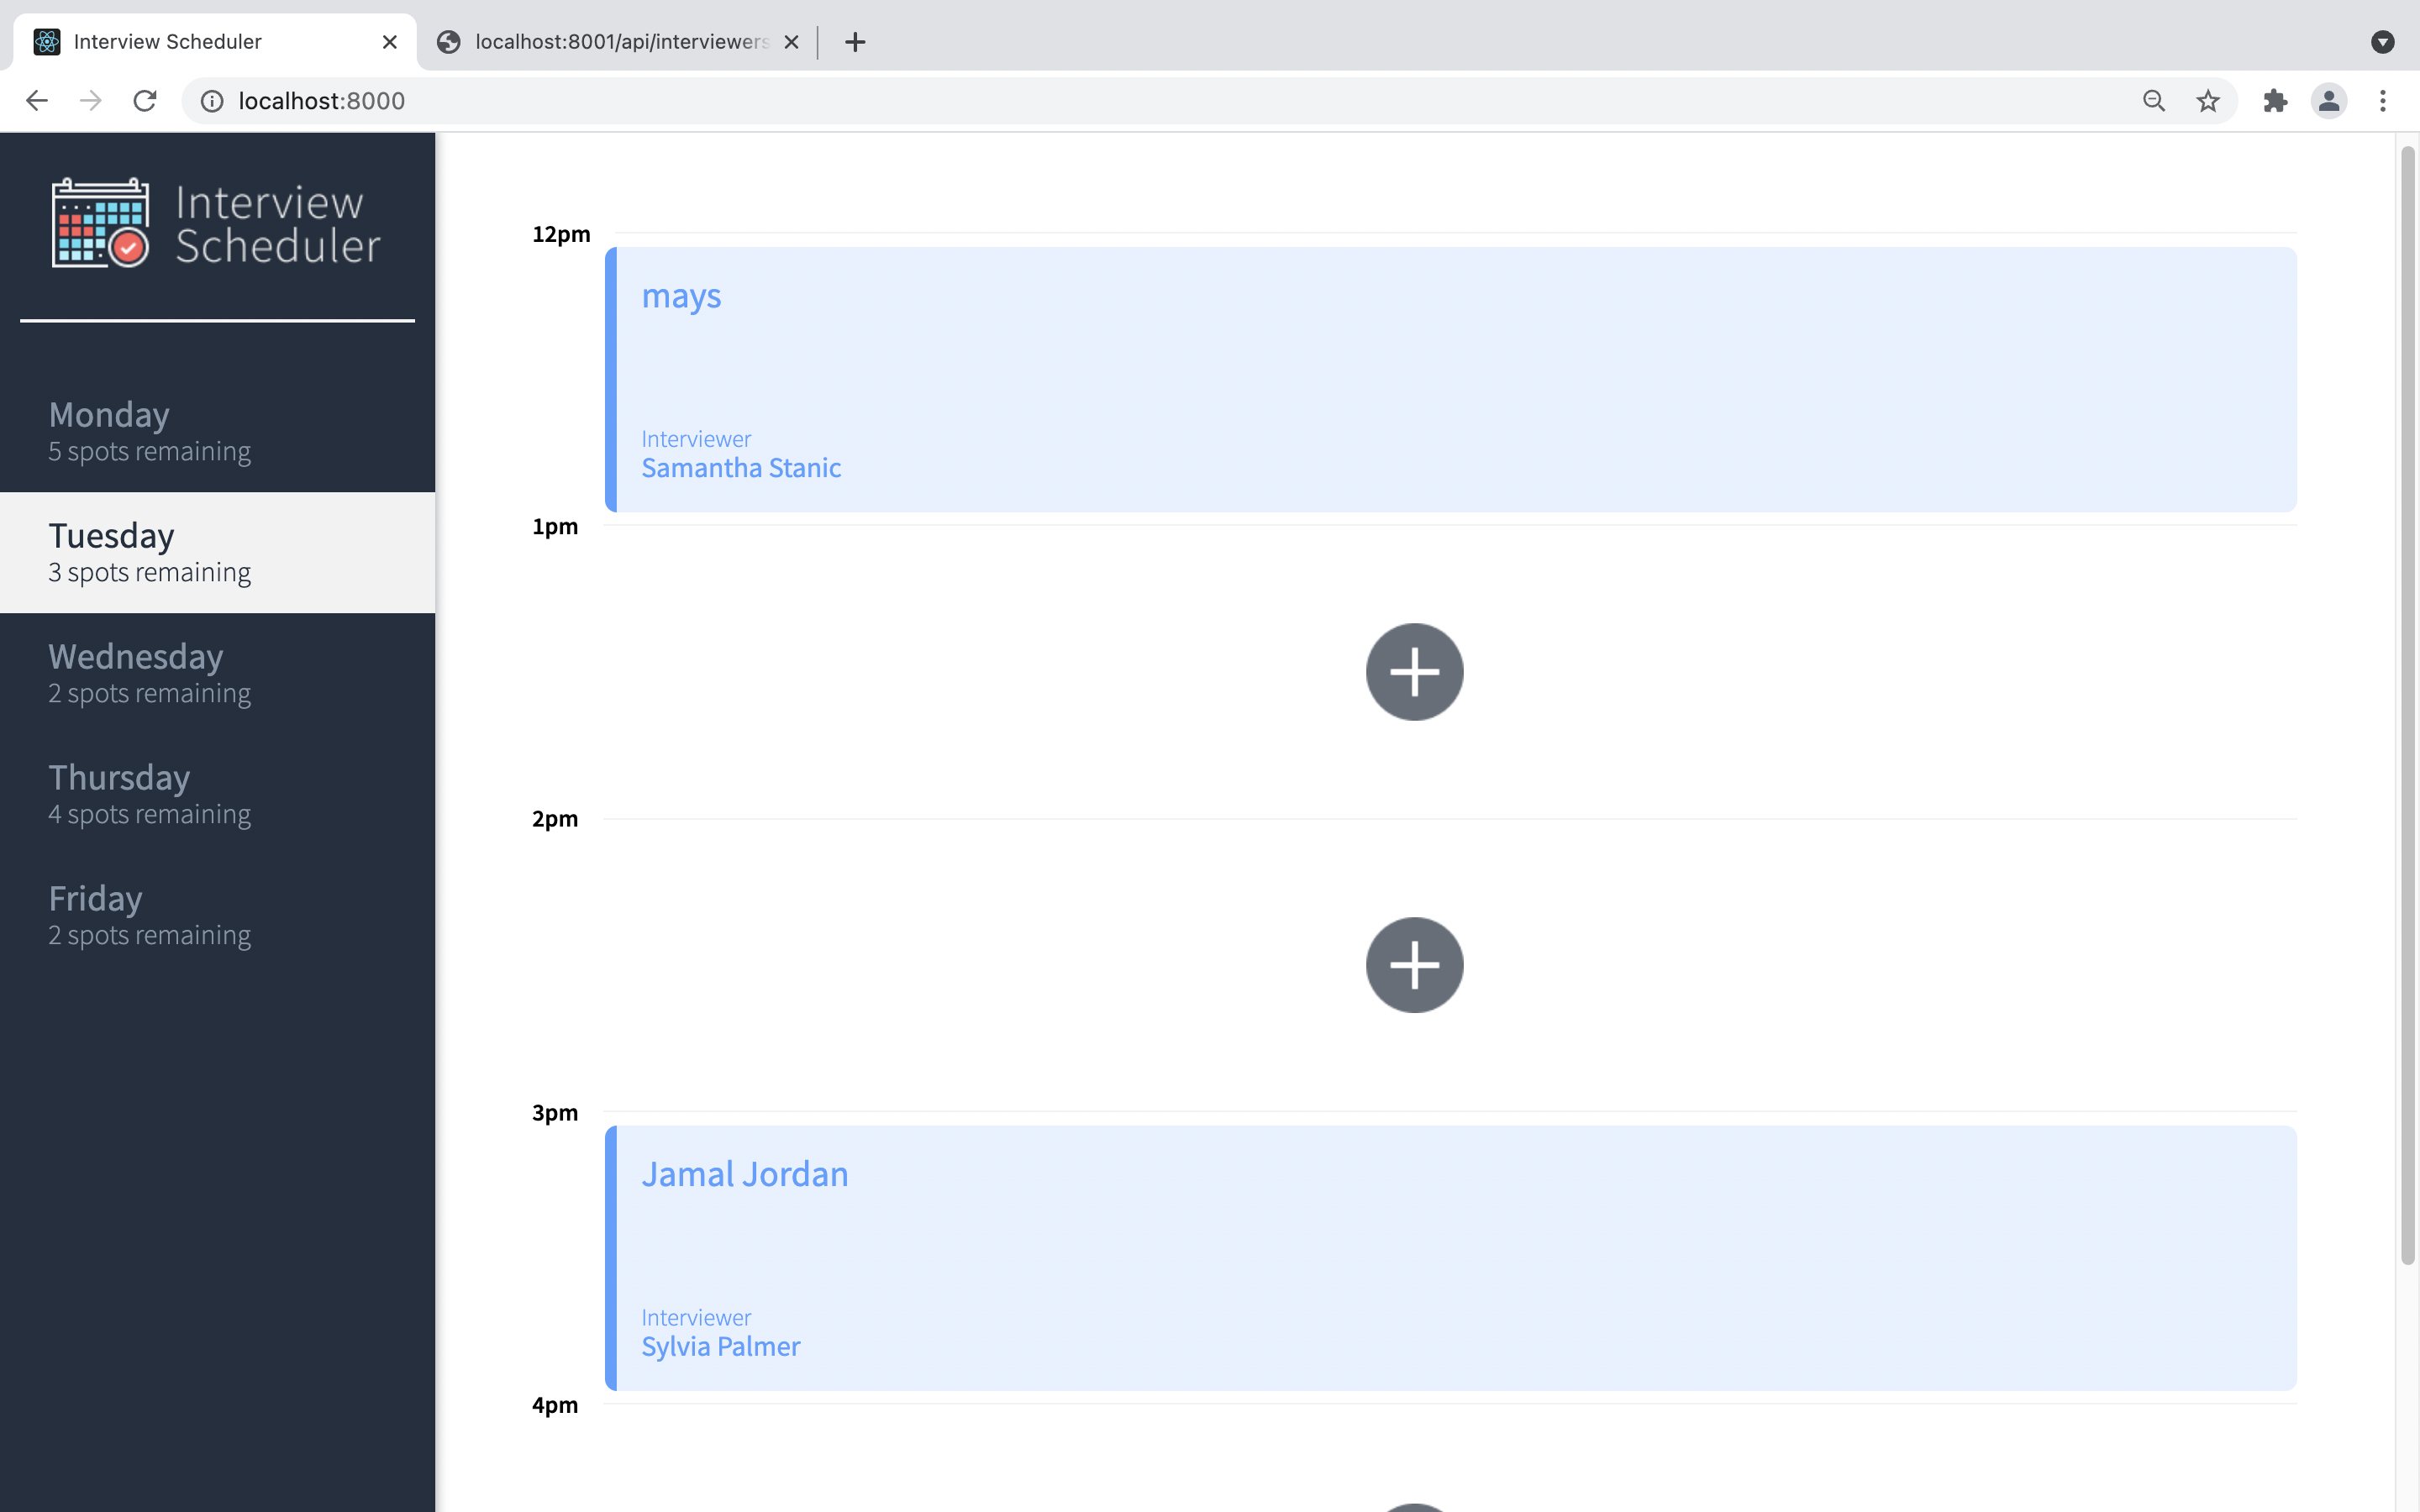 Interview Scheduler
localhost:8001/api/interviewers
localhost:8000
Interview
Scheduler
Monday
5 spots remaining
Tuesday
3 spots remaining
Wednesday
2 spots remaining
Thursday
4 spots remaining
Friday
2 spots remaining
12pm
mays
Interviewer
Samantha Stanic
1pm
2pm
3pm
Jamal Jordan
Interviewer
Sylvia Palmer
4pm